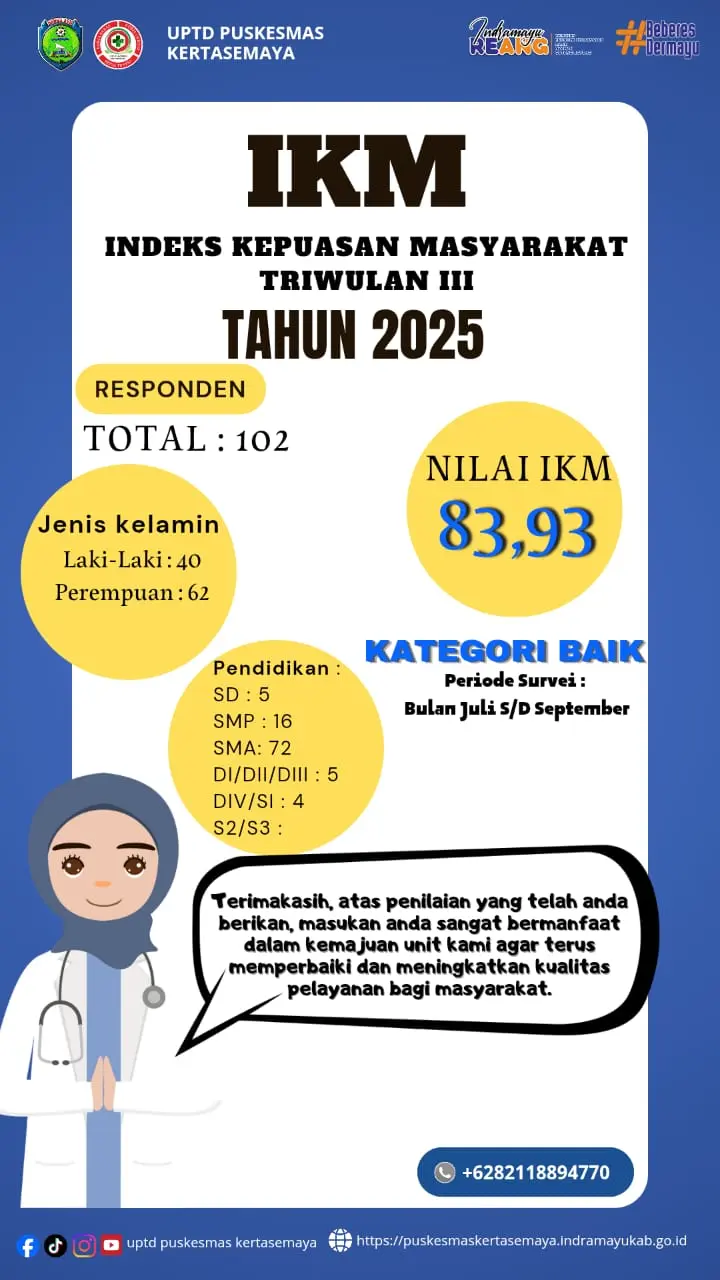 UPTD PUSKESMAS
KERTASEMAYA
Indramayu
REANG
#Beberes
Dermayu
IKM
INDEKS KEPUASAN MASYARAKAT
TRIWULAN III
TAHUN 2025
RESPONDEN
TOTAL : 102
NILAI IKM
83,93
Jenis kelamin
Laki-Laki : 40
Perempuan : 62
KATEGORI BAIK
Periode Survei :
Bulan Juli S/D September
Pendidikan :
SD : 5
SMP : 16
SMA: 72
DI/DII/DIII : 5
DIV/SI : 4
S2/S3 :
Terimakasih, atas penilaian yang telah anda
berikan, masukan anda sangat bermanfaat
dalam kemajuan unit kami agar terus
memperbaiki dan meningkatkan kualitas
pelayanan bagi masyarakat.
+6282118894770
uptd puskesmas kertasemaya
https://puskesmaskertasemaya.indramayukab.go.id